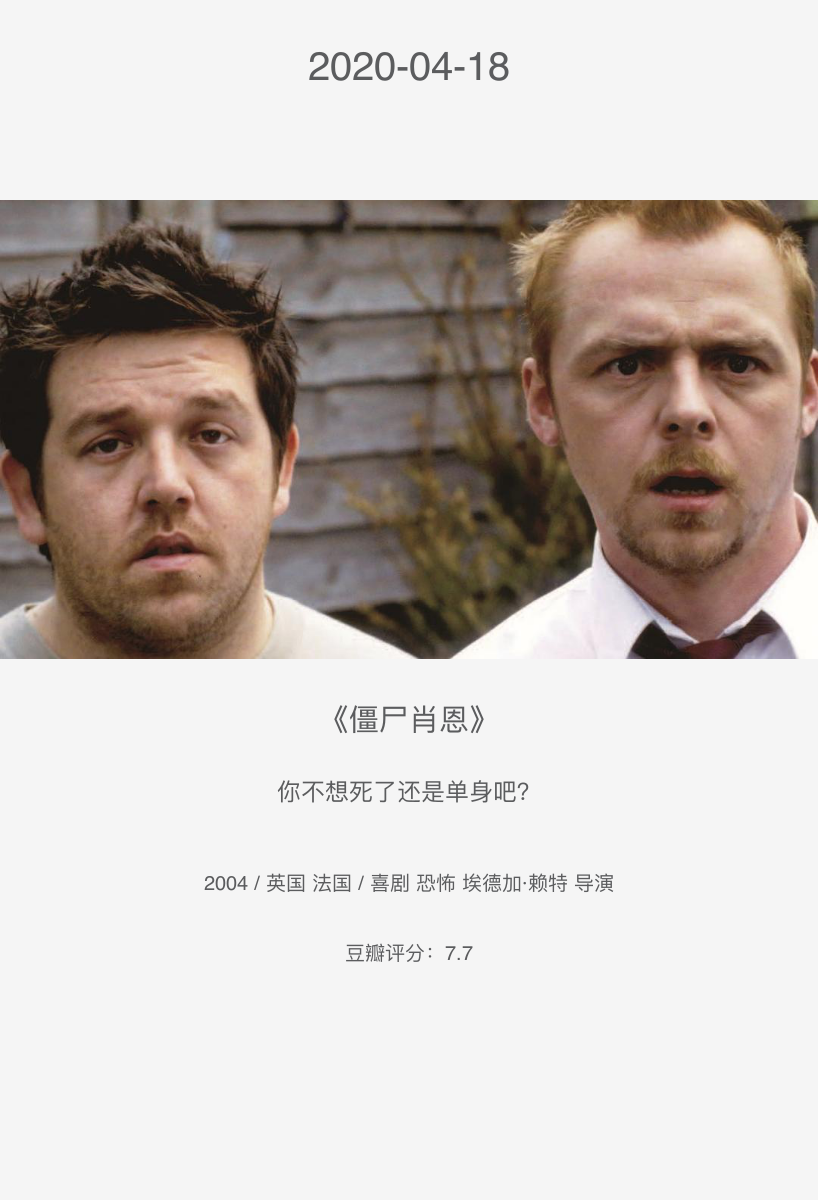 2020-04-18
《僵尸肖恩》
你不想死了还是单身吧?
2004 / 英国 法国 / 喜剧 恐怖 埃德加·赖特 导演
豆瓣评分：7.7